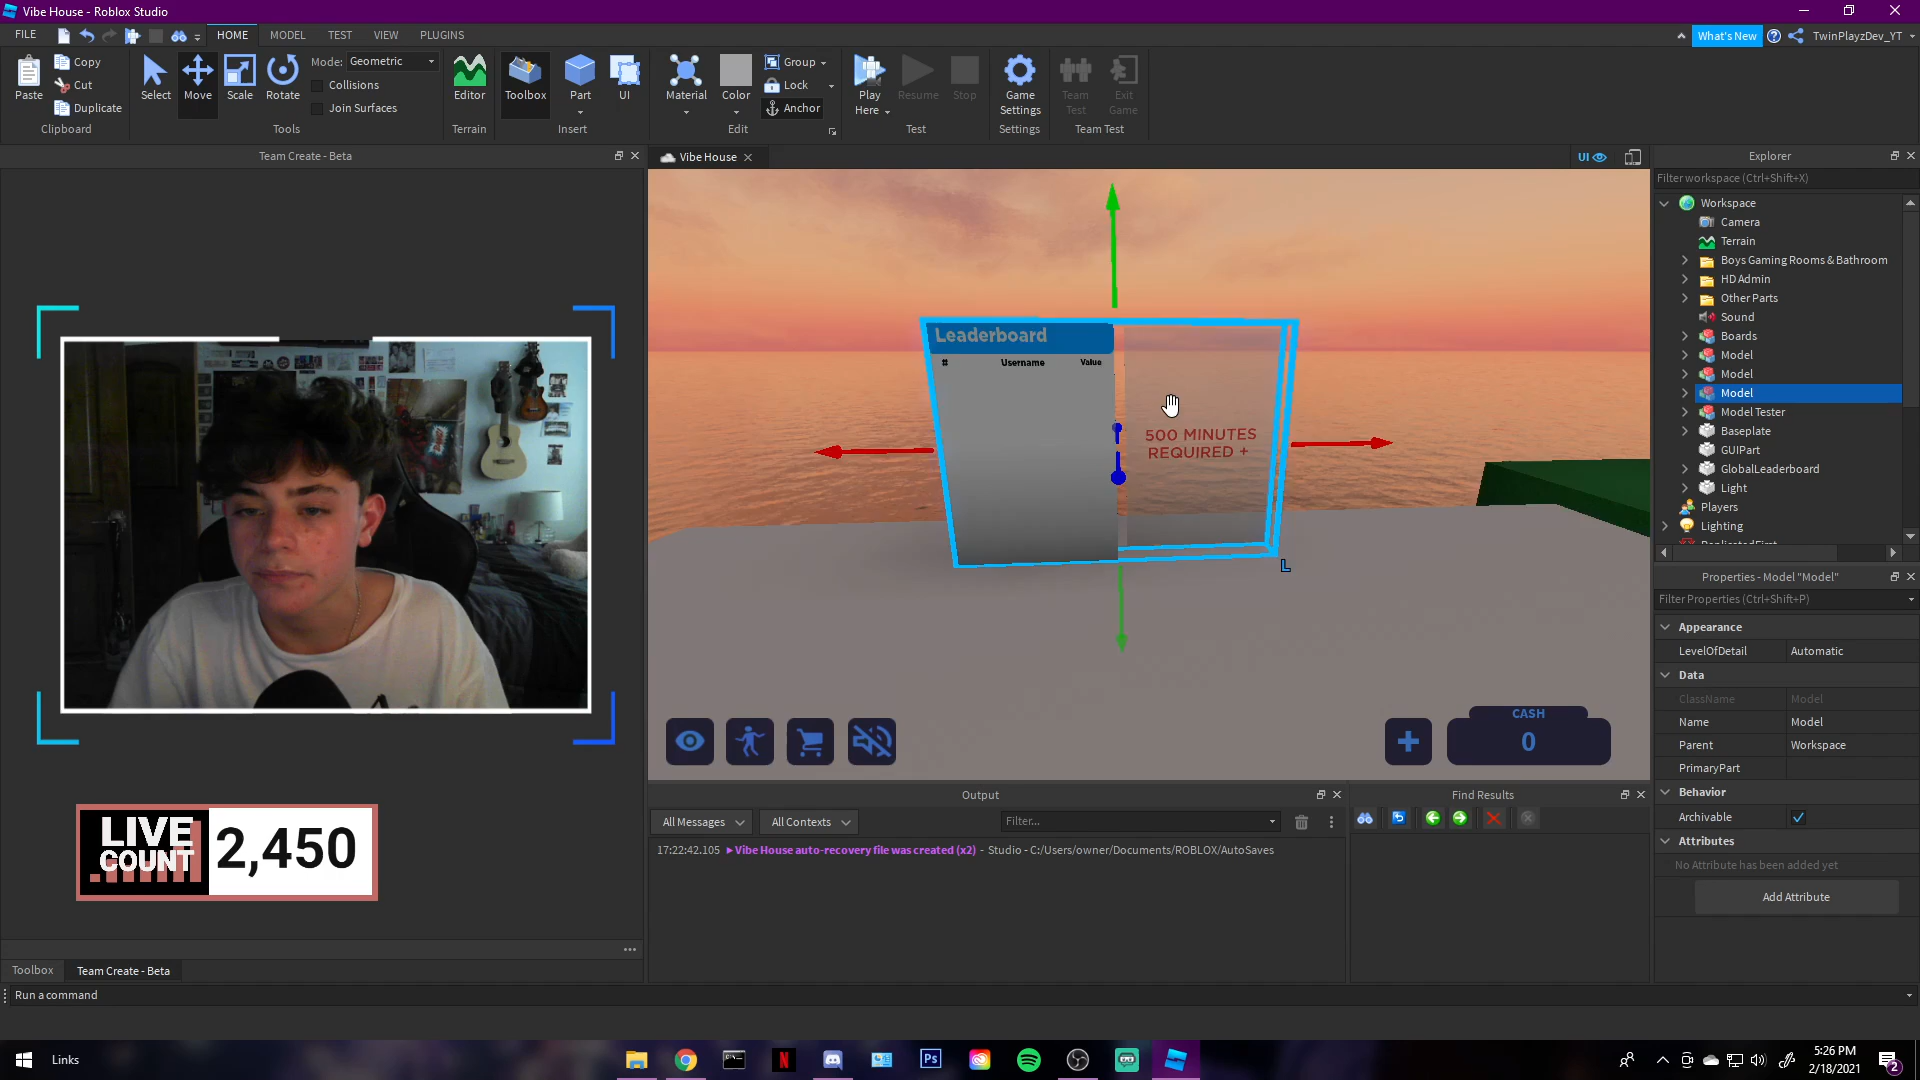 Vibe House - Roblox Studio
FILE HOME MODEL TEST VIEW PLUGINS What's New TwinPlayzDev_YT
Paste Copy Cut Duplicate Clipboard
Select Move Scale Rotate Mode: Geometric Collisions Join Surfaces Tools
Editor Terrain
Toolbox Part UI Insert
Material Color Group Lock Anchor Edit
Play Here Resume Stop Test
Game Settings Settings
Team Test Exit Game Team Test
Team Create - Beta
LIVE COUNT 2,450
Toolbox Team Create - Beta
Run a command
Vibe House
UI
Leaderboard
# Username Value
500 MINUTES
REQUIRED +
L
CASH
0
Output
All Messages All Contexts Filter...
17:22:42.105 Vibe House auto-recovery file was created (x2) - Studio - C:/Users/owner/Documents/ROBLOX/AutoSaves
Find Results
Explorer
Filter workspace (Ctrl+Shift+X)
Workspace
Camera
Terrain
Boys Gaming Rooms & Bathroom
HD Admin
Other Parts
Sound
Boards
Model
Model
Model
Model Tester
Baseplate
GUIPart
GlobalLeaderboard
Light
Players
Lighting
ReplicatedFirst
Properties - Model "Model"
Filter Properties (Ctrl+Shift+P)
Appearance
LevelOfDetail Automatic
Data
ClassName Model
Name Model
Parent Workspace
PrimaryPart
Behavior
Archivable
Attributes
No Attribute has been added yet
Add Attribute
Links
Ps
5:26 PM
2/18/2021
2